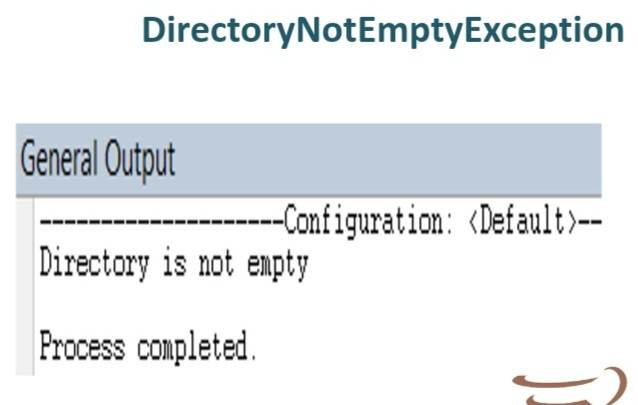 DirectoryNotEmptyException
General Output
--------------------Configuration: <Default>--
Directory is not empty
Process completed.